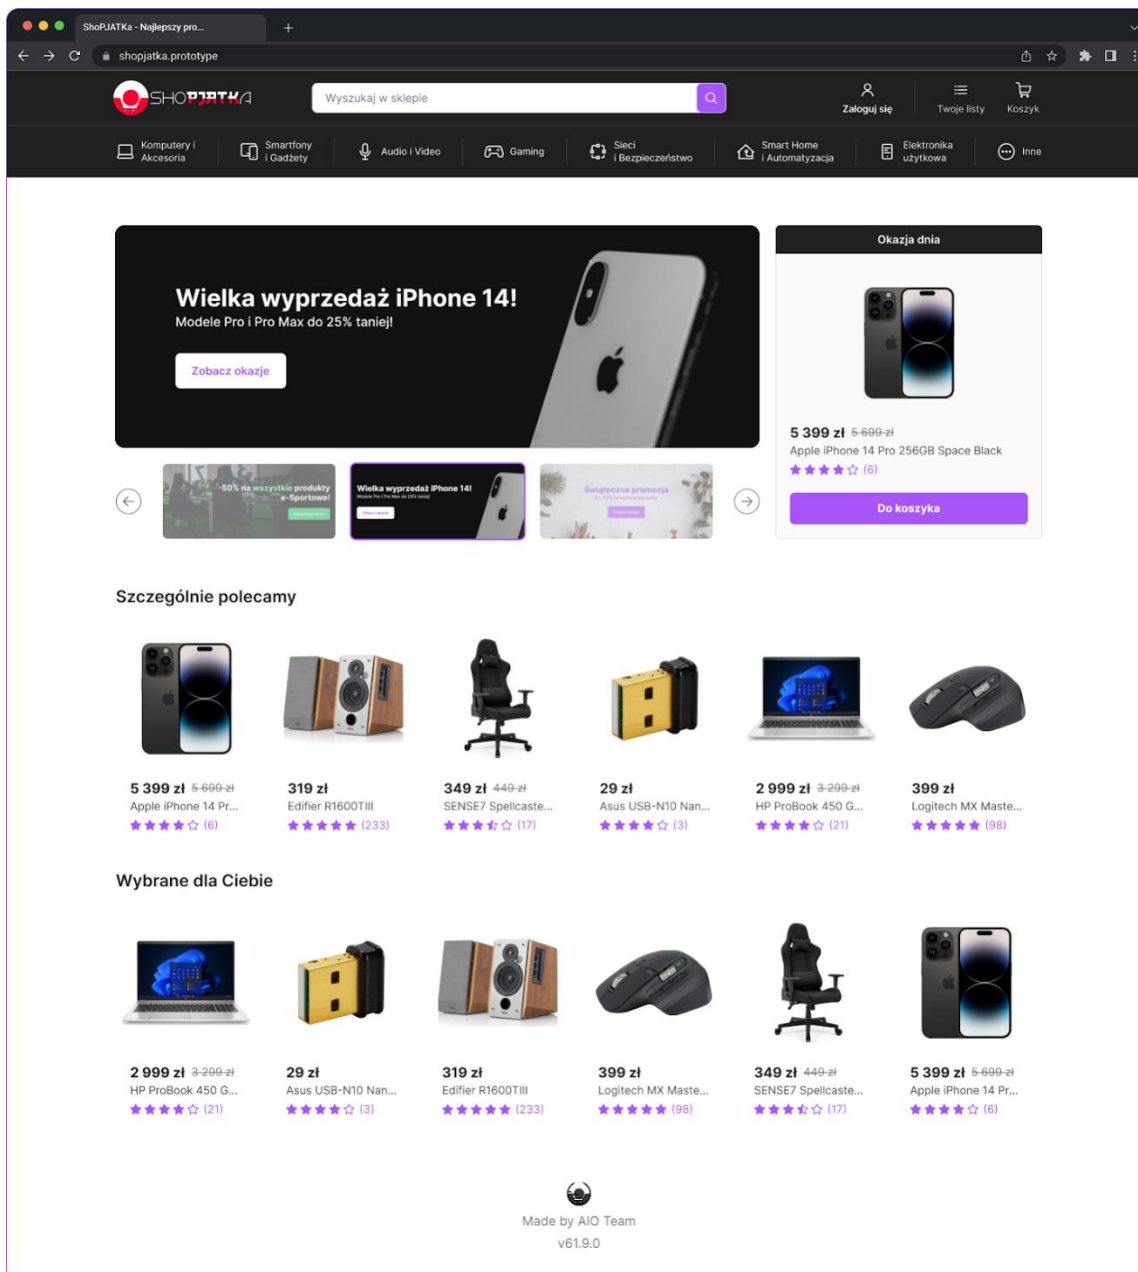 ShoPJATKa - Najlepszy pro...
shopjatka.prototype
SHOPJATKA
Wyszukaj w sklepie
Zaloguj się
Twoje listy
Koszyk
Komputery i
Akcesoria
Smartfony
i Gadżety
Audio i Video
Gaming
Sieci
i Bezpieczeństwo
Smart Home
i Automatyzacja
Elektronika
użytkowa
Inne
Wielka wyprzedaż iPhone 14!
Modele Pro i Pro Max do 25% taniej!
Zobacz okazje
Okazja dnia
5 399 zł 5 699 zł
Apple iPhone 14 Pro 256GB Space Black
(6)
Do koszyka
-50% na wszystkie produkty
e-Sportowe!
Wielka wyprzedaż iPhone 14!
Modele Pro i Pro Max do 25% taniej!
Zobacz okazje
Świąteczna promocja
Szczególnie polecamy
5 399 zł 5 699 zł
Apple iPhone 14 Pr...
(6)
319 zł
Edifier R1600TIII
(233)
349 zł 449 zł
SENSE7 Spellcaste...
(17)
29 zł
Asus USB-N10 Nan...
(3)
2 999 zł 3 299 zł
HP ProBook 450 G...
(21)
399 zł
Logitech MX Maste...
(98)
Wybrane dla Ciebie
2 999 zł 3 299 zł
HP ProBook 450 G...
(21)
29 zł
Asus USB-N10 Nan...
(3)
319 zł
Edifier R1600TIII
(233)
399 zł
Logitech MX Maste...
(98)
349 zł 449 zł
SENSE7 Spellcaste...
(17)
5 399 zł 5 699 zł
Apple iPhone 14 Pr...
(6)
Made by AIO Team
v61.9.0